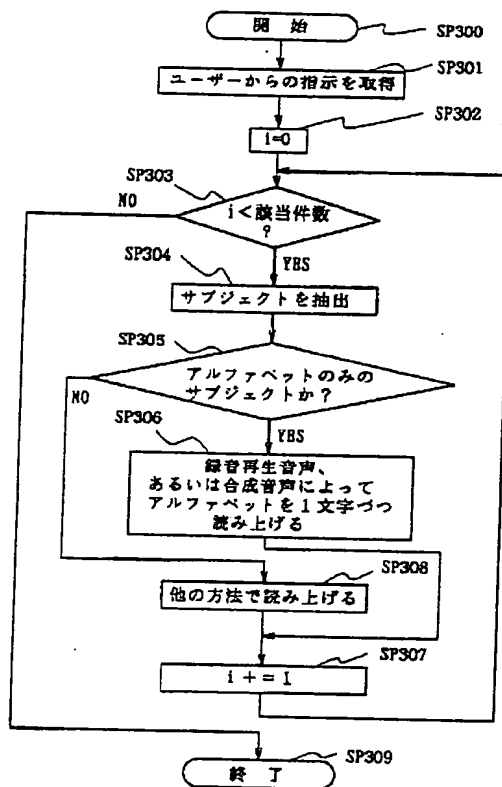 開始
SP300
SP301
ユーザーからの指示を取得
SP302
i=0
SP303
NO
i<該当件数
?
SP304
YES
サブジェクトを抽出
SP305
アルファベットのみの
サブジェクトか?
NO
SP306
YES
録音再生音声、
あるいは合成音声によって
アルファベットを1文字づつ
読み上げる
SP308
他の方法で読み上げる
SP307
i += 1
SP309
終了